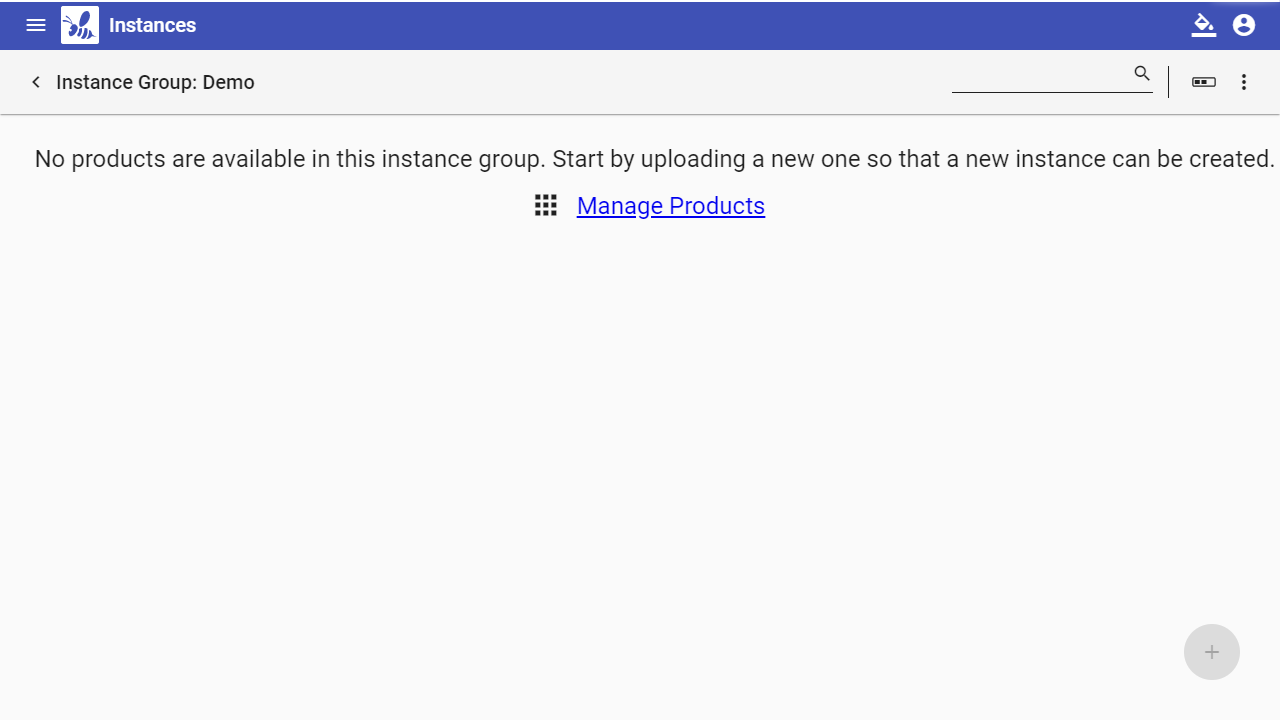 Instances
Instance Group: Demo
No products are available in this instance group. Start by uploading a new one so that a new instance can be created.
Manage Products